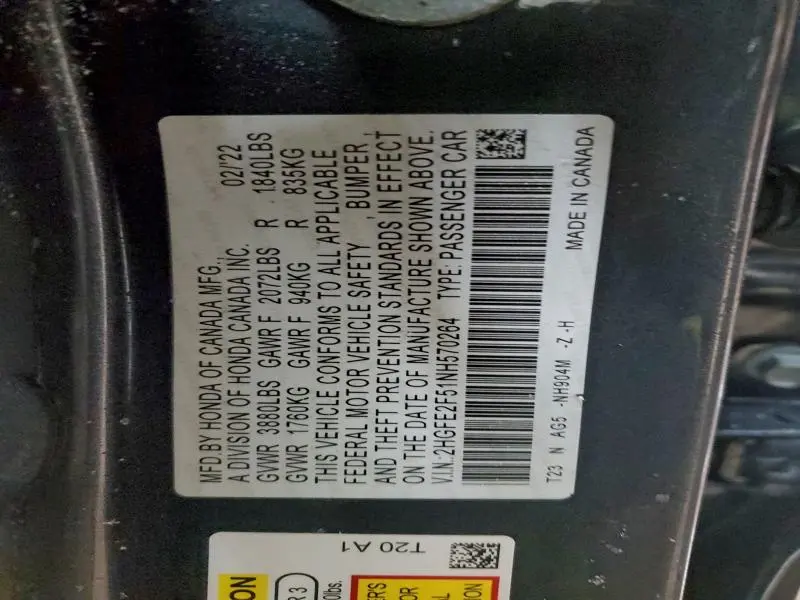 MFD.BY HONDA OF CANADA MFG.,
A DIVISION OF HONDA CANADA INC. 02/'22
GVWR 3880LBS GAWR F 2072LBS R 1840LBS
GVWR 1760KG GAWR F 940KG R 835KG
THIS VEHICLE CONFORMS TO ALL APPLICABLE
FEDERAL MOTOR VEHICLE SAFETY , BUMPER ,
AND THEFT PREVENTION STANDARDS IN EFFECT
ON THE DATE OF MANUFACTURE SHOWN ABOVE.
V.I.N.:2HGFE2F51NH570264 TYPE: PASSENGER CAR
T23 N AG5 -NH904M -Z -H
MADE IN CANADA
T20 A1